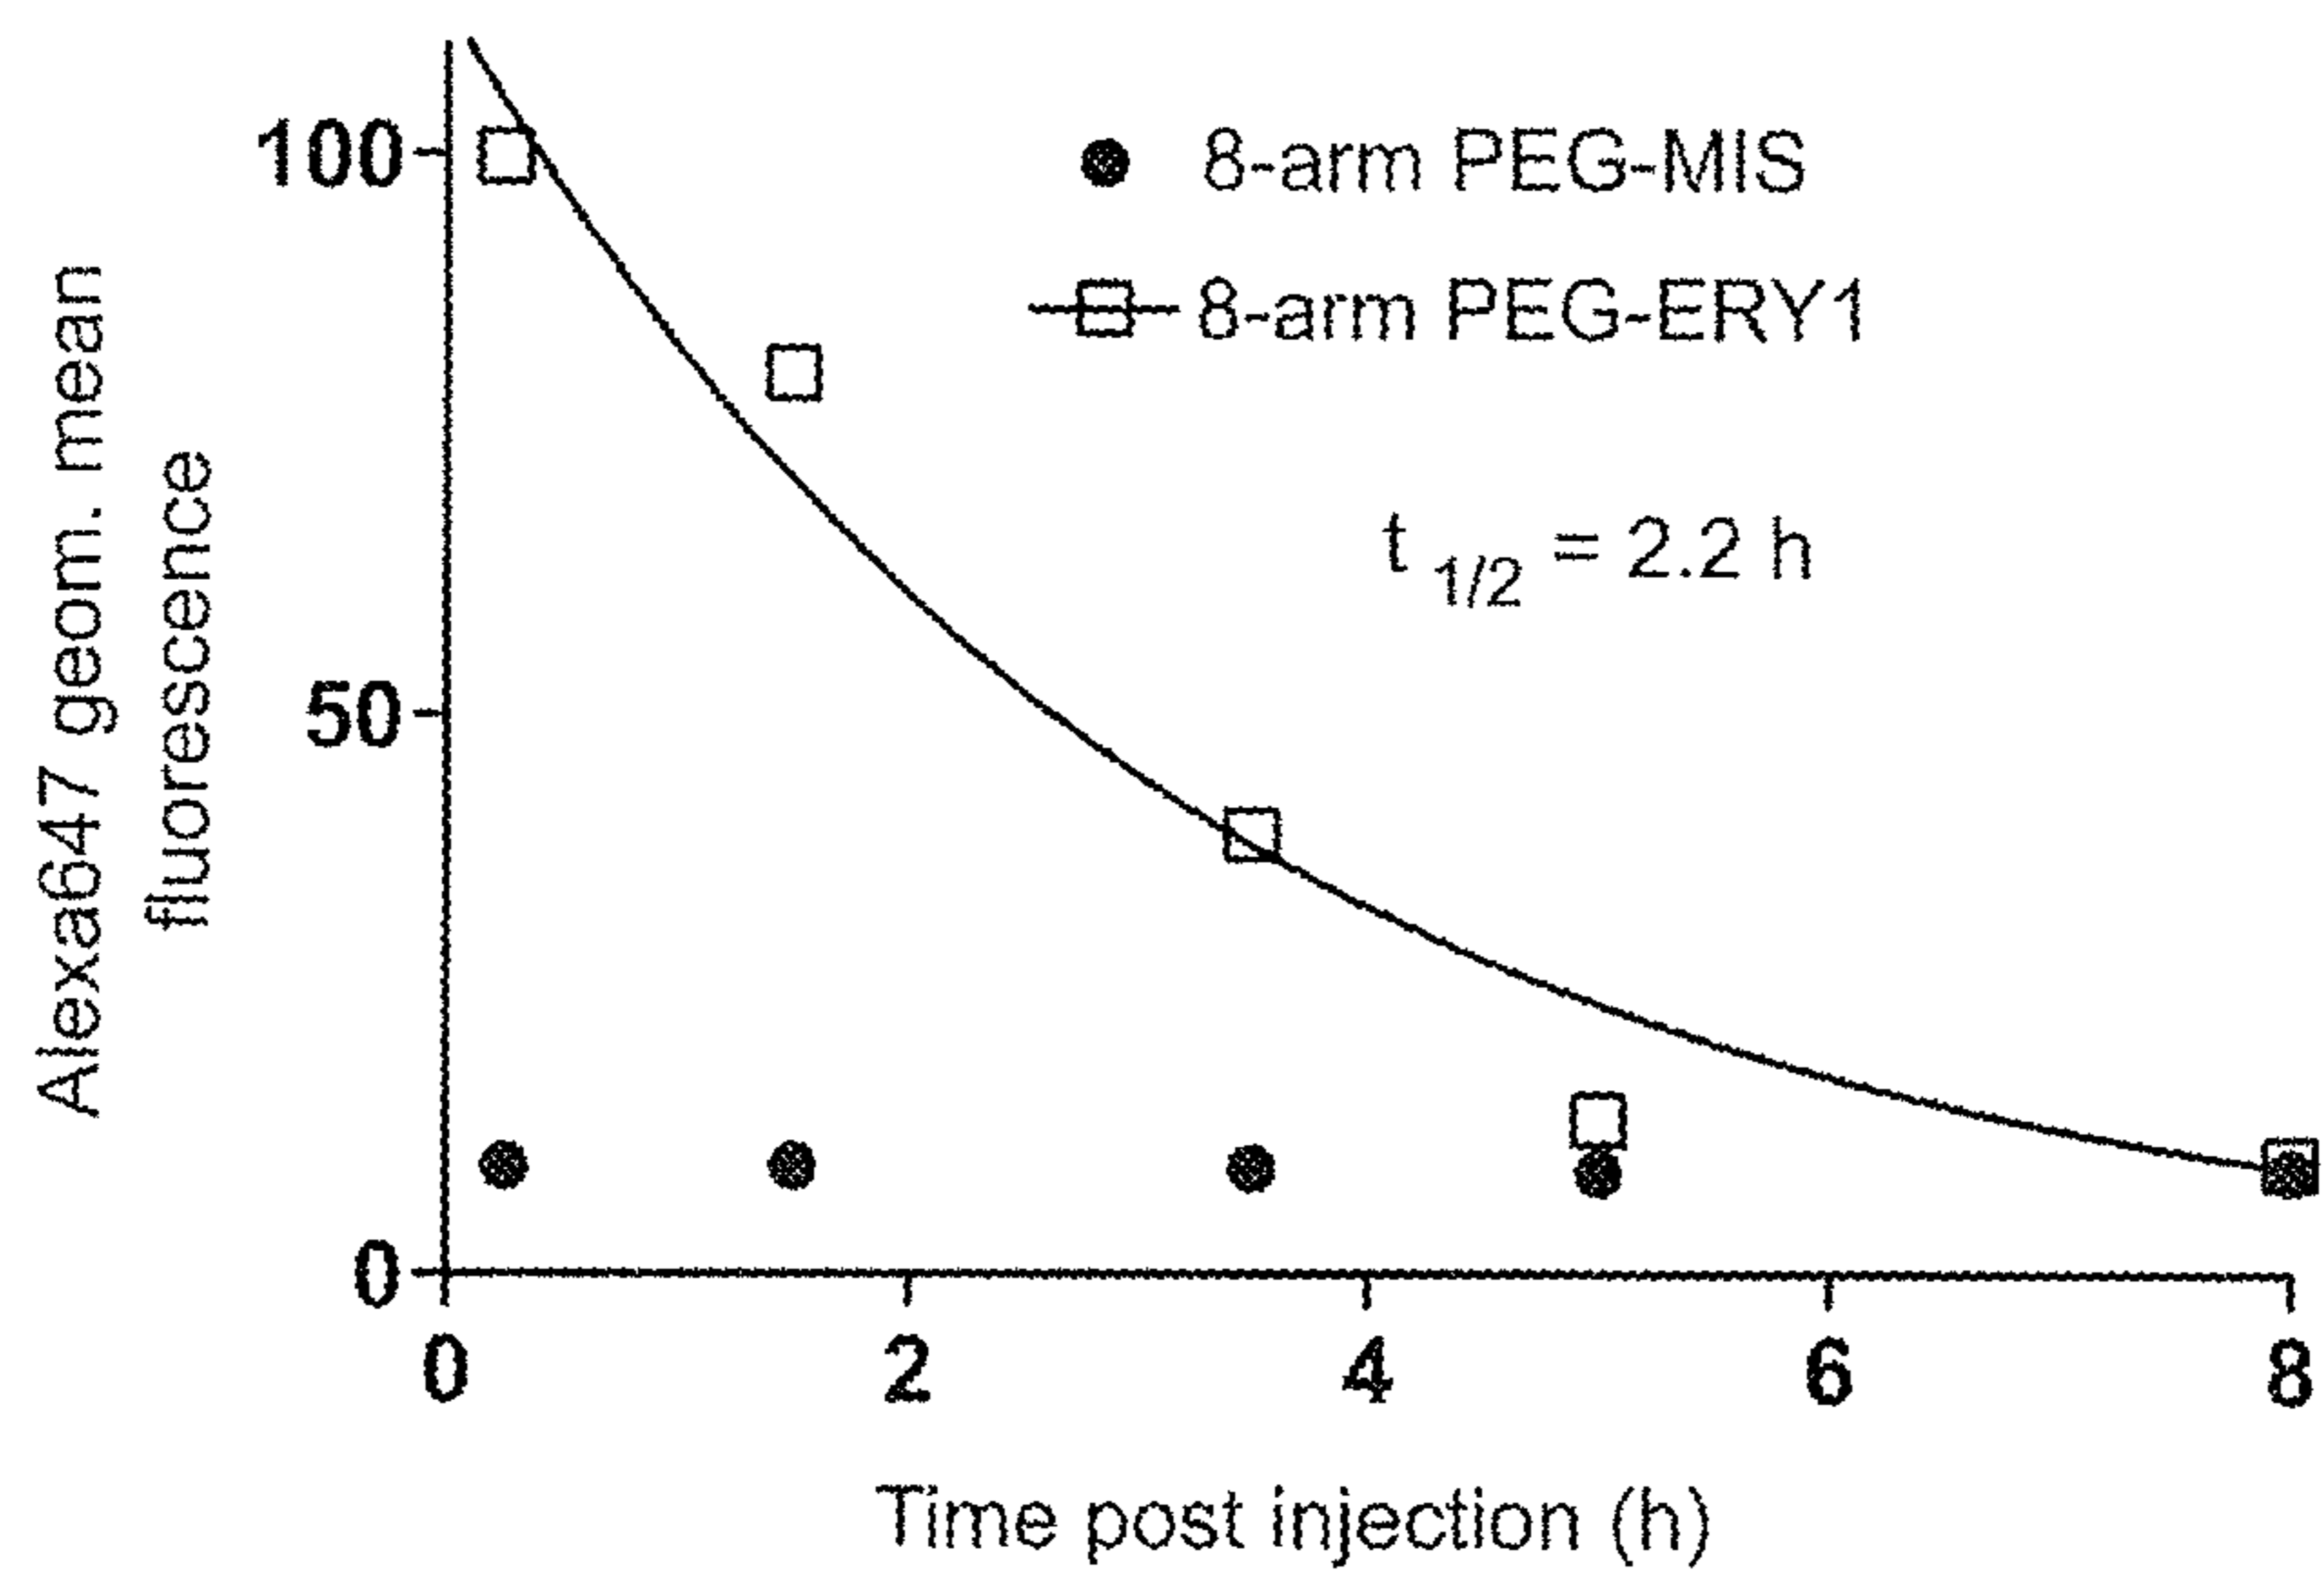 Alexa647 geom. mean
fluorescence
100
50
0
8-arm PEG-MIS
8-arm PEG-ERY1
t 1/2 = 2.2 h
0 2 4 6 8
Time post injection (h)